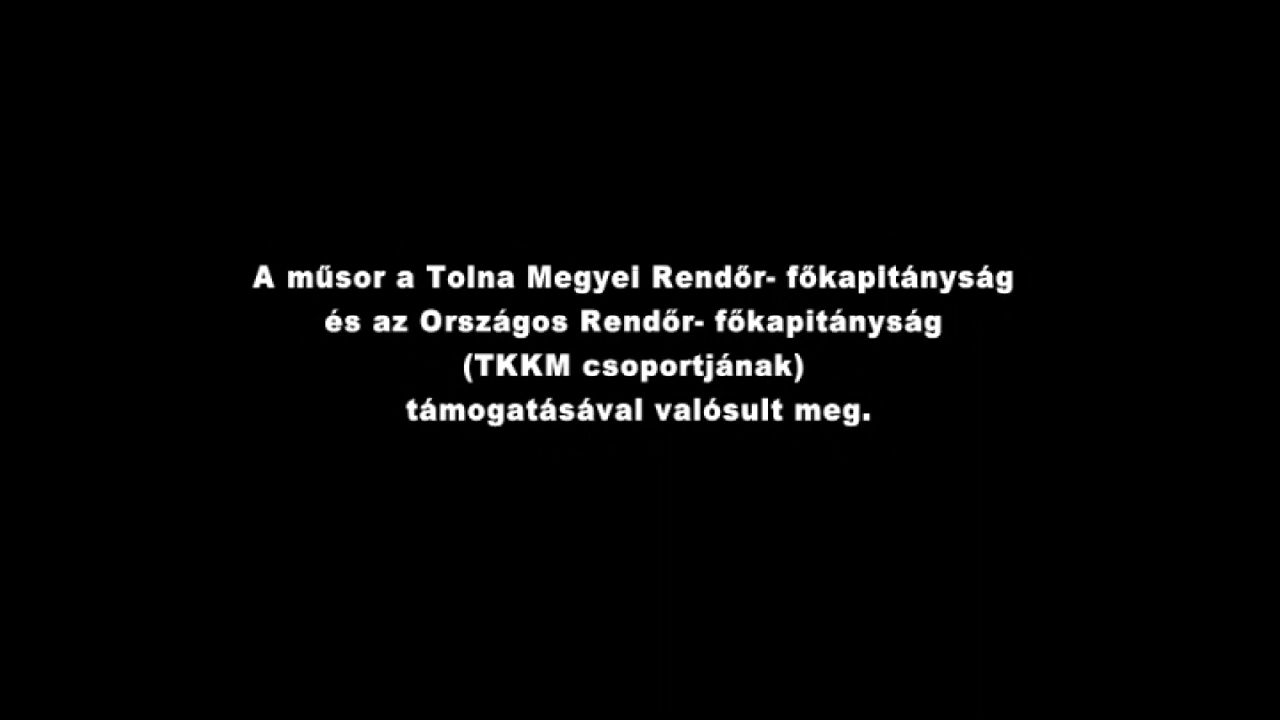 A műsor a Tolna Megyei Rendőr- főkapitányság
és az Országos Rendőr- főkapitányság
(TKKM csoportjának)
támogatásával valósult meg.